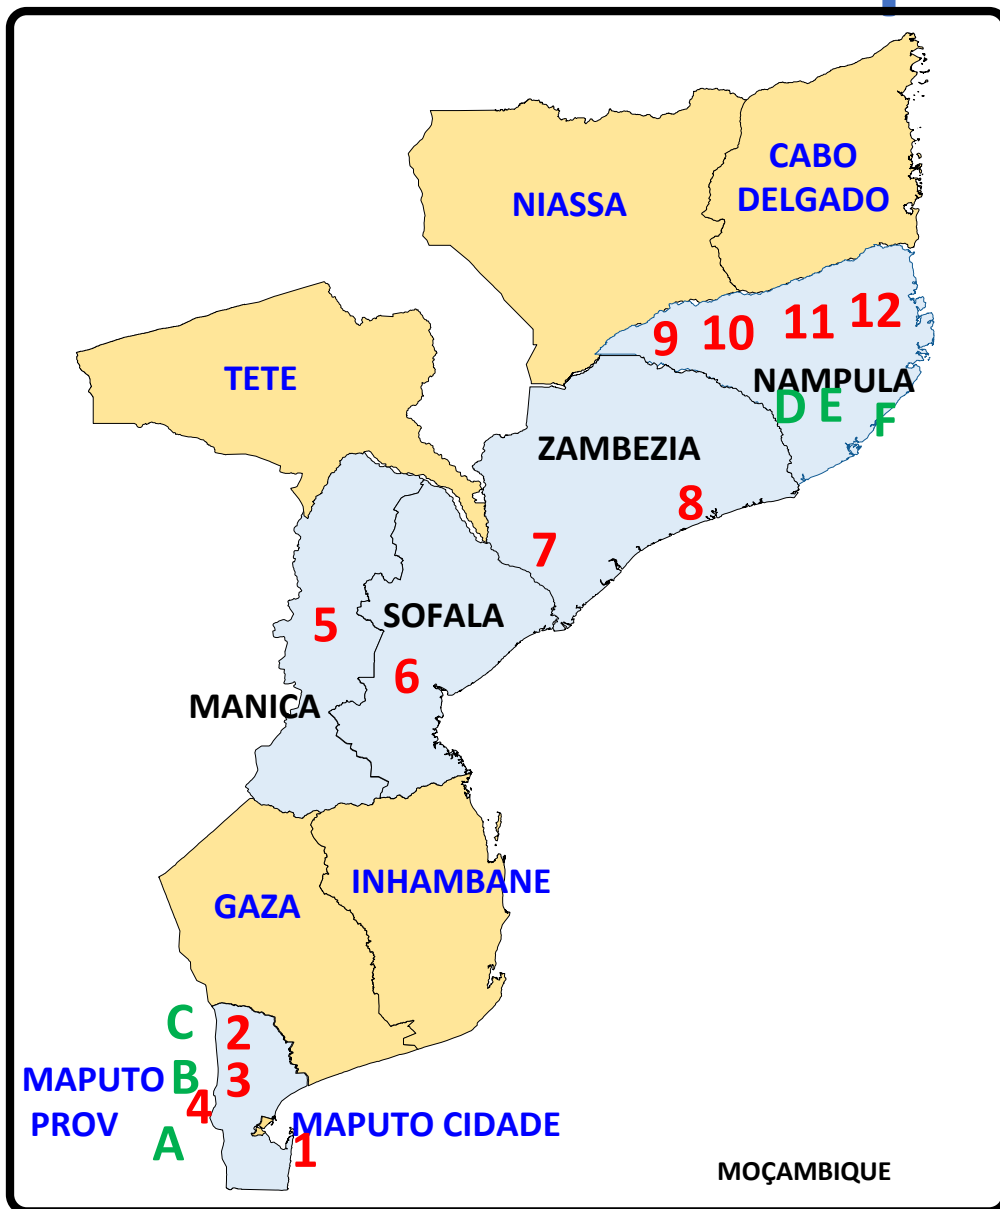 CABO
DELGADO
NIASSA
9 10 11 12
TETE
NAMPULA
D E F
ZAMBEZIA
8
7
5
SOFALA
6
MANICA
INHAMBANE
GAZA
C 2
MAPUTO B 3
4
PROV
MAPUTO CIDADE
A
1
MOÇAMBIQUE